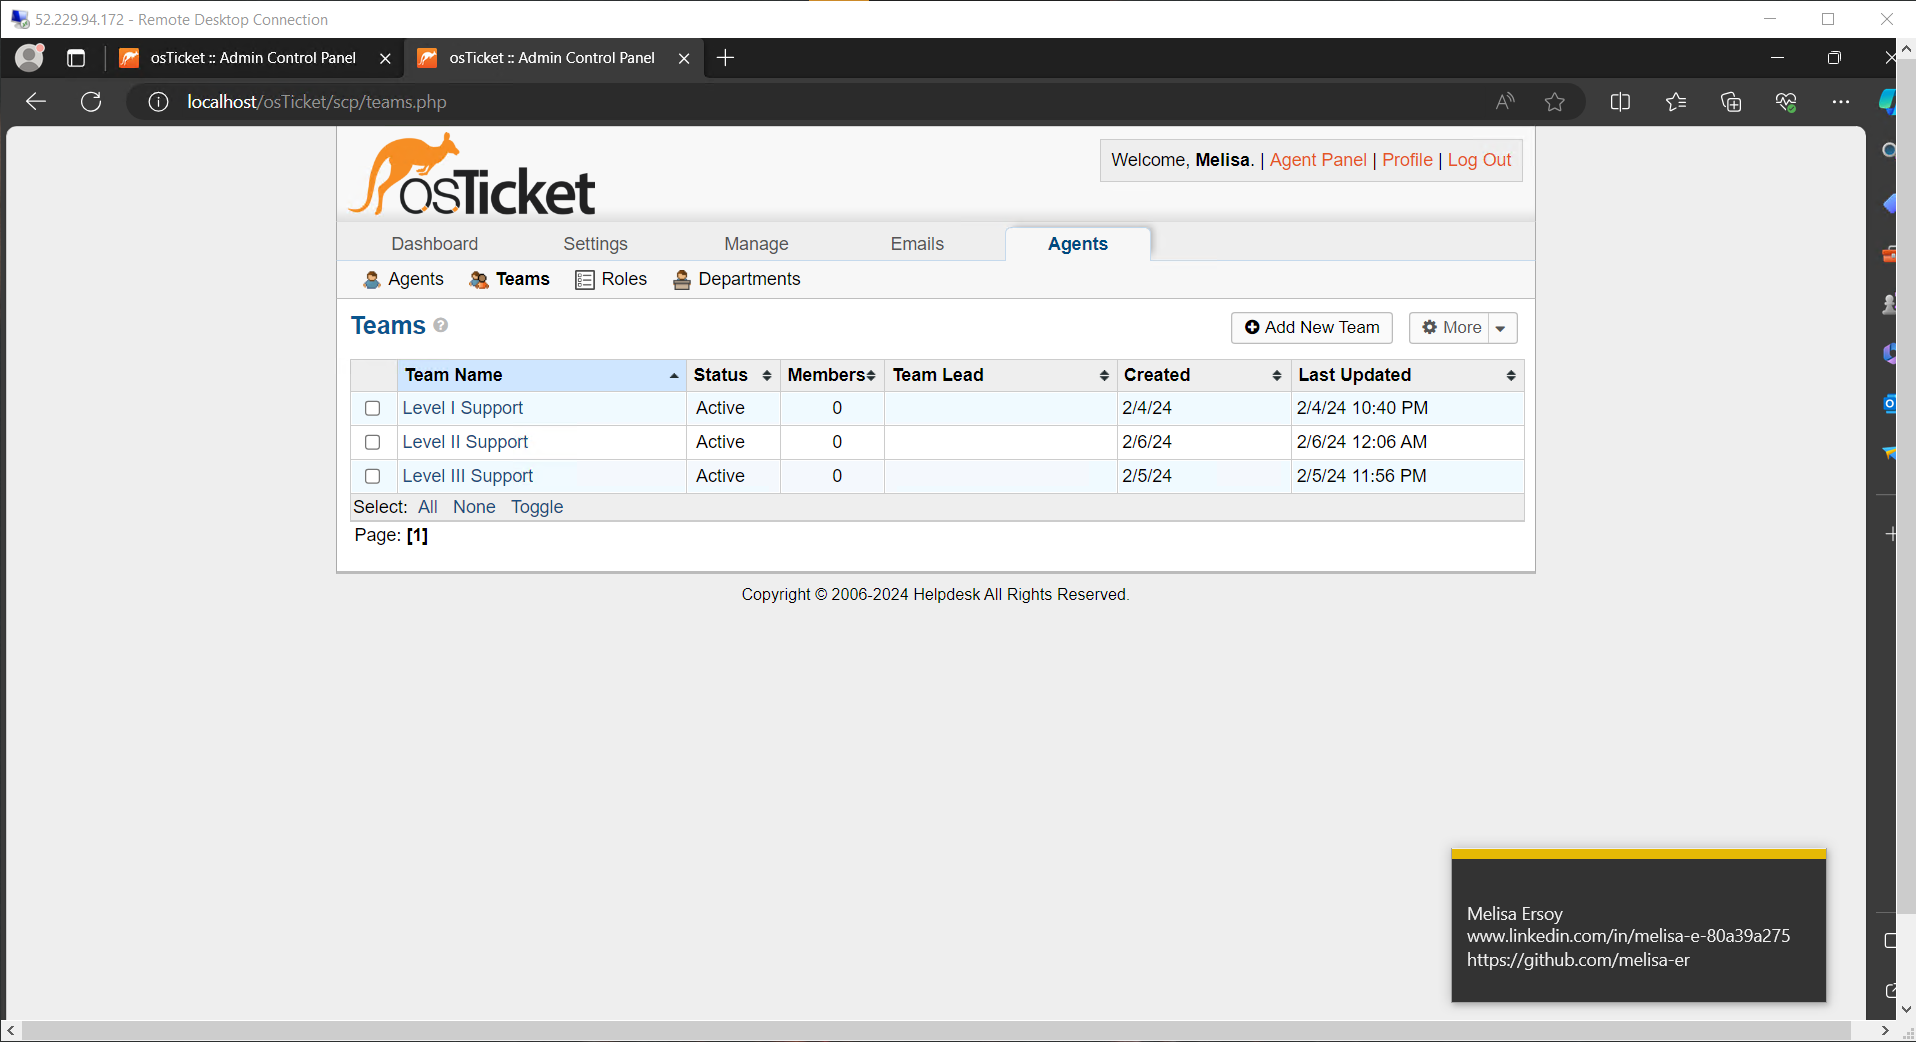 52.229.94.172 - Remote Desktop Connection
osTicket :: Admin Control Panel
osTicket :: Admin Control Panel
localhost/osTicket/scp/teams.php
osTicket
Welcome, Melisa. | Agent Panel | Profile | Log Out
Dashboard Settings Manage Emails Agents
Agents Teams Roles Departments
Teams
Add New Team More
Team Name Status Members Team Lead Created Last Updated
Level I Support Active 0 2/4/24 2/4/24 10:40 PM
Level II Support Active 0 2/6/24 2/6/24 12:06 AM
Level III Support Active 0 2/5/24 2/5/24 11:56 PM
Select: All None Toggle
Page: [1]
Copyright © 2006-2024 Helpdesk All Rights Reserved.
Melisa Ersoy
www.linkedin.com/in/melisa-e-80a39a275
https://github.com/melisa-er